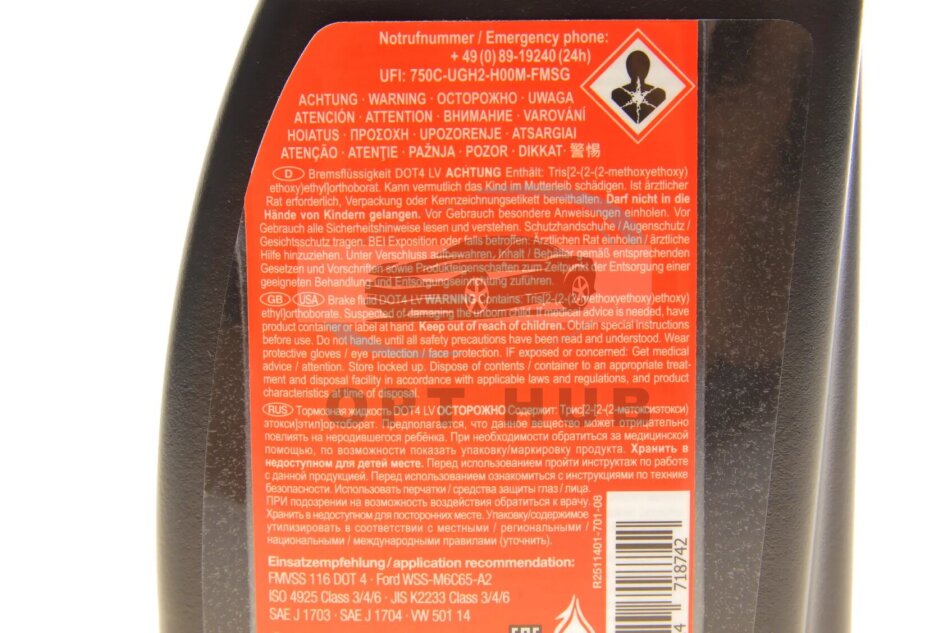 Notrufnummer / Emergency phone:
+ 49 (0) 89-19240 (24h)
UFI: 750C-UGH2-H00M-FMSG
ACHTUNG · WARNING · ОСТОРОЖНО · UWAGA
ATENCIÓN · ATTENTION · ВНИМАНИЕ · VAROVÁNI
HOIATUS · ΠΡΟΣΟΧΗ · UPOZORENJE · ATSARGIAI
ATENÇÃO · ATENŢIE · PAŽNJA · POZOR · DIKKAT· 警惕
D Bremsflüssigkeit DOT4 LV ACHTUNG Enthält: Tris[2-(2-(2-methoxyethoxy)
ethoxy)ethyl]orthoborat. Kann vermutlich das Kind im Mutterleib schädigen. Ist ärztlicher
Rat erforderlich, Verpackung oder Kennzeichnungsetikett bereithalten. Darf nicht in die
Hände von Kindern gelangen. Vor Gebrauch besondere Anweisungen einholen. Vor
Gebrauch alle Sicherheitshinweise lesen und verstehen. Schutzhandschuhe / Augenschutz /
Gesichtsschutz tragen. BEI Exposition oder falls betroffen: Ärztlichen Rat einholen / ärztliche
Hilfe hinzuziehen. Unter Verschluss aufbewahren. Inhalt / Behälter gemäß entsprechenden
Gesetzen und Vorschriften sowie Produkteigenschaften zum Zeitpunkt der Entsorgung einer
geeigneten Behandlung und Entsorgungseinrichtung zuführen.
GB USA Brake fluid DOT4 LV WARNING Contains: Tris[2-(2-(2-methoxyethoxy)ethoxy)
ethyl]orthoborate. Suspected of damaging the unborn child. If medical advice is needed, have
product container or label at hand. Keep out of reach of children. Obtain special instructions
before use. Do not handle until all safety precautions have been read and understood. Wear
protective gloves / eye protection / face protection. IF exposed or concerned: Get medical
advice / attention. Store locked up. Dispose of contents / container to an appropriate treat-
ment and disposal facility in accordance with applicable laws and regulations, and product
characteristics at time of disposal.
OPT HUB
RUS Тормозная жидкость DOT4 LV ОСТОРОЖНО Содержит: Трис[2-[2-(2-метоксиэтокси)
этокси]этил]ортоборат. Предполагается, что данное вещество может отрицательно
повлиять на неродившегося ребёнка. При необходимости обратиться за медицинской
помощью, по возможности показать упаковку/маркировку продукта. Хранить в
недоступном для детей месте. Перед использованием пройти инструктаж по работе
с данной продукцией. Перед использованием ознакомиться с инструкциями по технике
безопасности. Использовать перчатки / средства защиты глаз / лица.
ПРИ подозрении на возможность воздействия обратиться к врачу.
Хранить в недоступном для посторонних месте. Упаковку/содержимое
утилизировать в соответствии с местными / региональными /
национальными / международными правилами (уточнить).
Einsatzempfehlung / application recommendation:
FMVSS 116 DOT 4 · Ford WSS-M6C65-A2
ISO 4925 Class 3/4/6 · JIS K2233 Class 3/4/6
SAE J 1703 · SAE J 1704 · VW 501 14
R2511401-701-08
4 718742
EAC